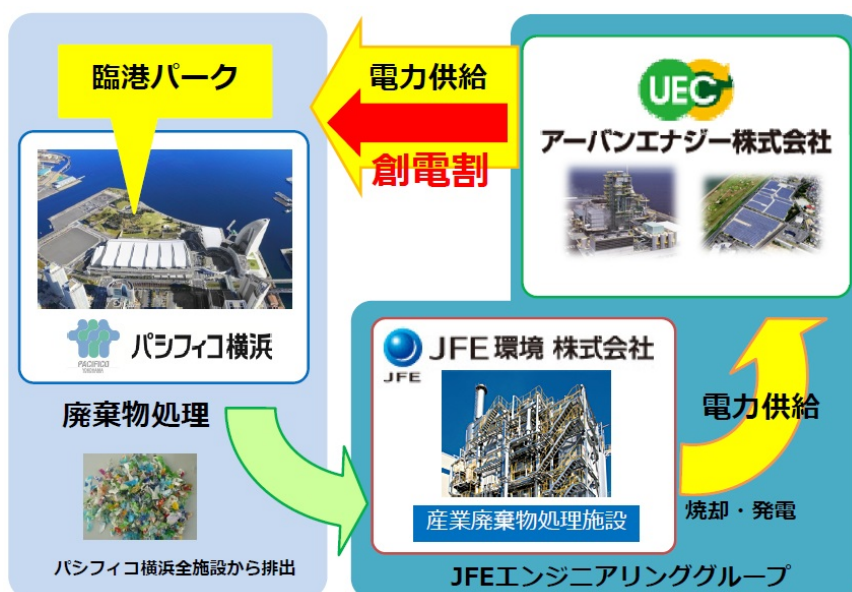 臨港パーク
電力供給
創電割
UEC
アーバンエナジー株式会社
PACIFICO
YOKOHAMA
パシフィコ横浜
JFE
JFE 環境 株式会社
廃棄物処理
電力供給
産業廃棄物処理施設
焼却・発電
パシフィコ横浜全施設から排出
JFEエンジニアリンググループ